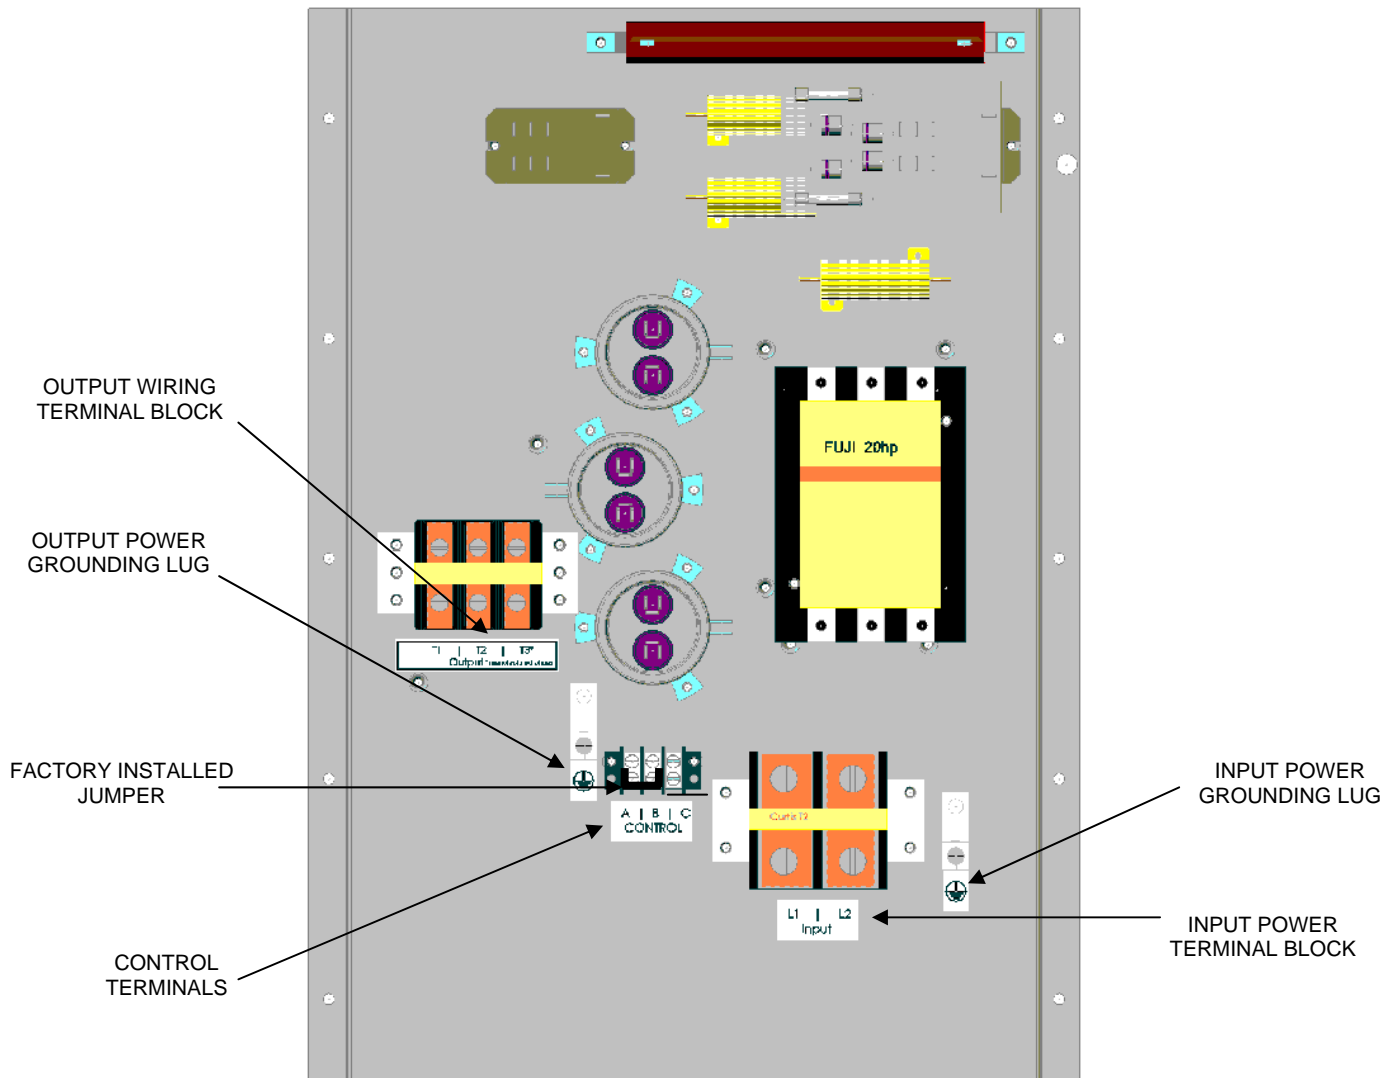 FUJI 20hp
OUTPUT WIRING
TERMINAL BLOCK
OUTPUT POWER
GROUNDING LUG
T1 | T2 | T3*
Output
FACTORY INSTALLED
JUMPER
A | B | C
CONTROL
Curtis
INPUT POWER
GROUNDING LUG
L1 | L2
Input
INPUT POWER
TERMINAL BLOCK
CONTROL
TERMINALS